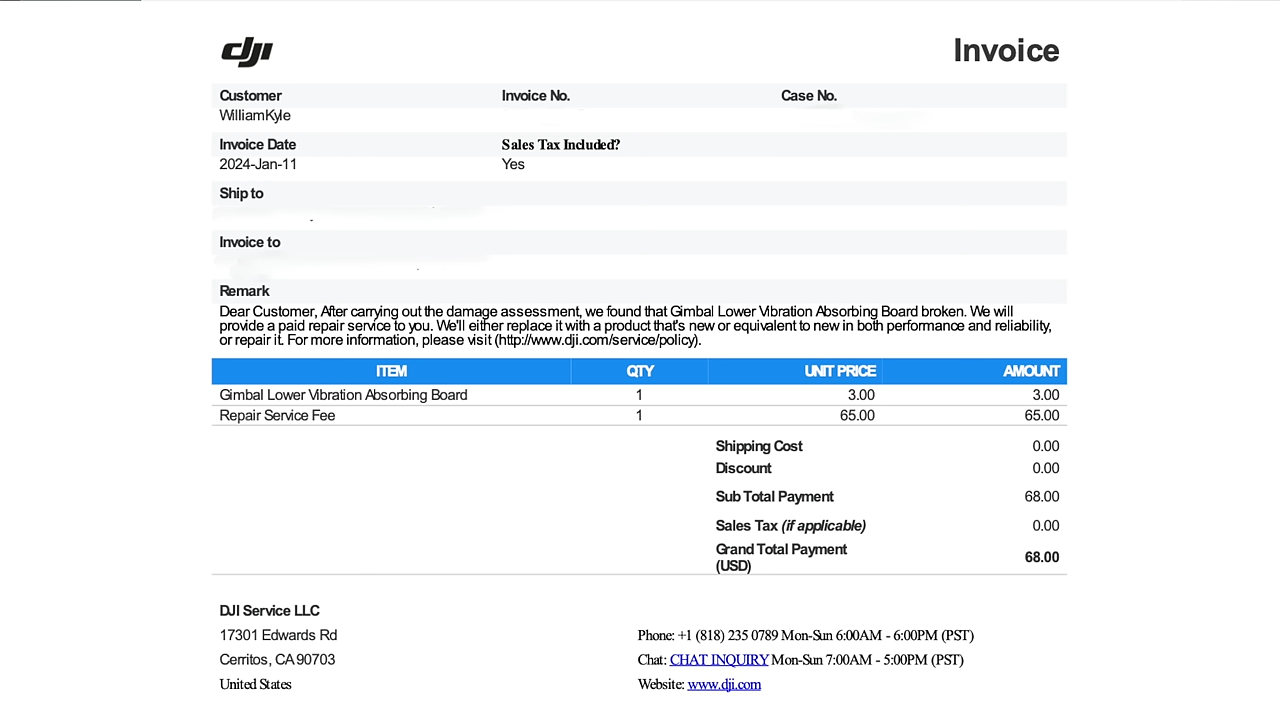 dji
Invoice
Customer Invoice No. Case No.
WilliamKyle
Invoice Date Sales Tax Included?
2024-Jan-11 Yes
Ship to
Invoice to
Remark
Dear Customer, After carrying out the damage assessment, we found that Gimbal Lower Vibration Absorbing Board broken. We will
provide a paid repair service to you. We'll either replace it with a product that's new or equivalent to new in both performance and reliability,
or repair it. For more information, please visit (http://www.dji.com/service/policy).
ITEM QTY UNIT PRICE AMOUNT
Gimbal Lower Vibration Absorbing Board 1 3.00 3.00
Repair Service Fee 1 65.00 65.00
Shipping Cost 0.00
Discount 0.00
Sub Total Payment 68.00
Sales Tax (if applicable) 0.00
Grand Total Payment
(USD) 68.00
DJI Service LLC
17301 Edwards Rd Phone: +1 (818) 235 0789 Mon-Sun 6:00AM - 6:00PM (PST)
Cerritos, CA 90703 Chat: CHAT INQUIRY Mon-Sun 7:00AM - 5:00PM (PST)
United States Website: www.dji.com